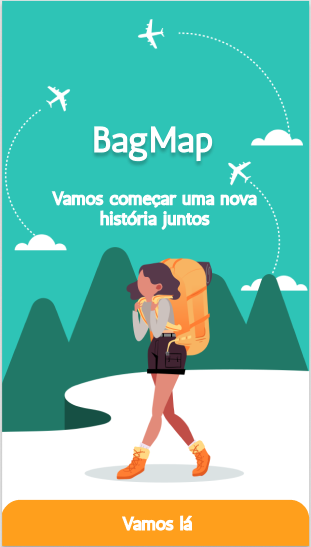 BagMap
Vamos começar uma nova
história juntos
Vamos lá